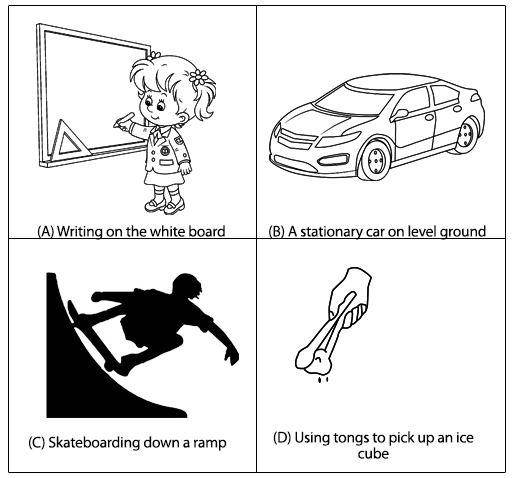 (A) Writing on the white board
(B) A stationary car on level ground
(C) Skateboarding down a ramp
(D) Using tongs to pick up an ice
cube